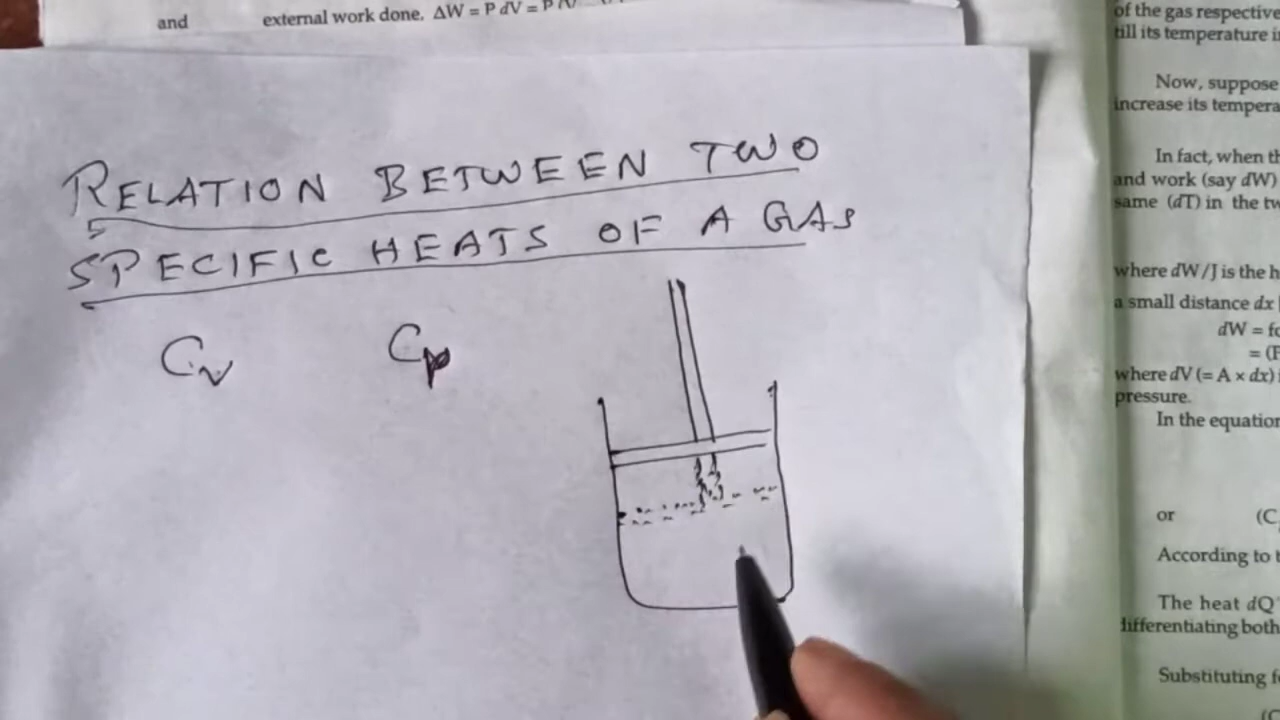 and external work done, ΔW = P dV =
RELATION BETWEEN TWO
SPECIFIC HEATS OF A GAS
Cv Cp
of the gas respective
till its temperature
Now, suppose
increase its tempera
In fact, when th
and work (say dW)
same (dT) in the tw
where dW/J is the h
a small distance dx
dW = fo
= (P
where dV (= A × dx)
pressure.
In the equation
or (C
According to t
The heat dQ
differentiating both
Substituting f
(C